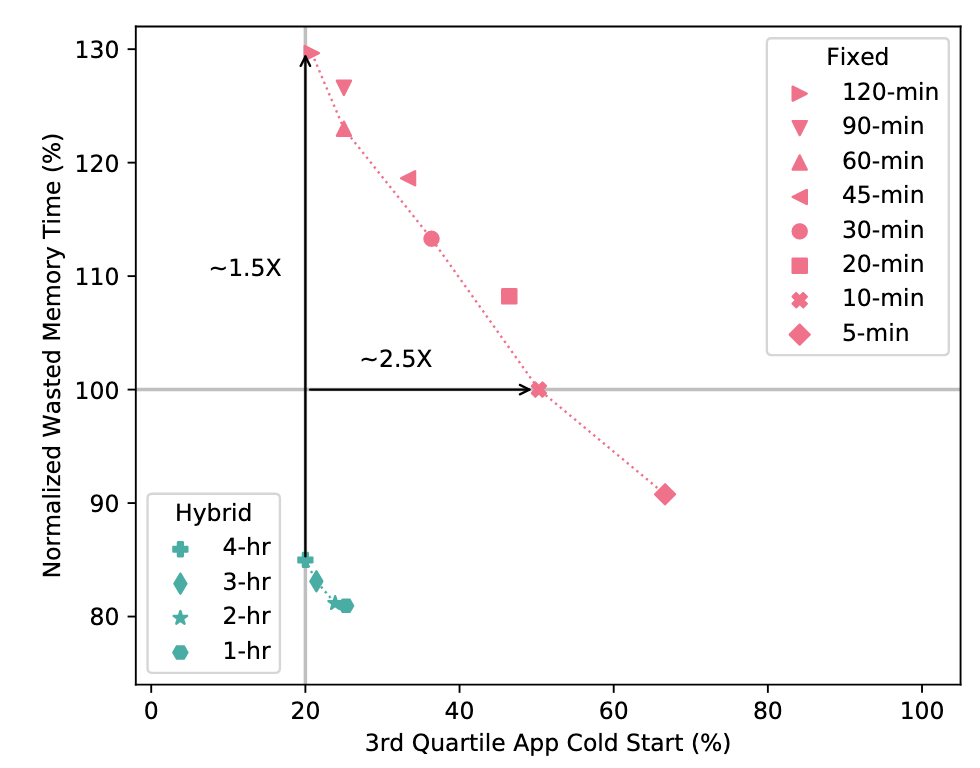 Normalized Wasted Memory Time (%)
130
120
110
100
90
80
~1.5X
~2.5X
Fixed
120-min
90-min
60-min
45-min
30-min
20-min
10-min
5-min
Hybrid
4-hr
3-hr
2-hr
1-hr
0 20 40 60 80 100
3rd Quartile App Cold Start (%)